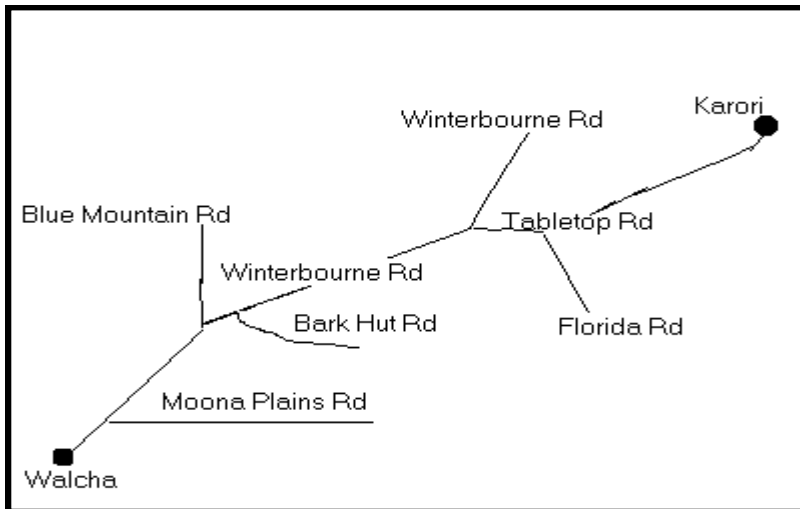 Karori
Winterbourne Rd
Blue Mountain Rd
Tabletop Rd
Winterbourne Rd
Bark Hut Rd
Florida Rd
Moona Plains Rd
Walcha